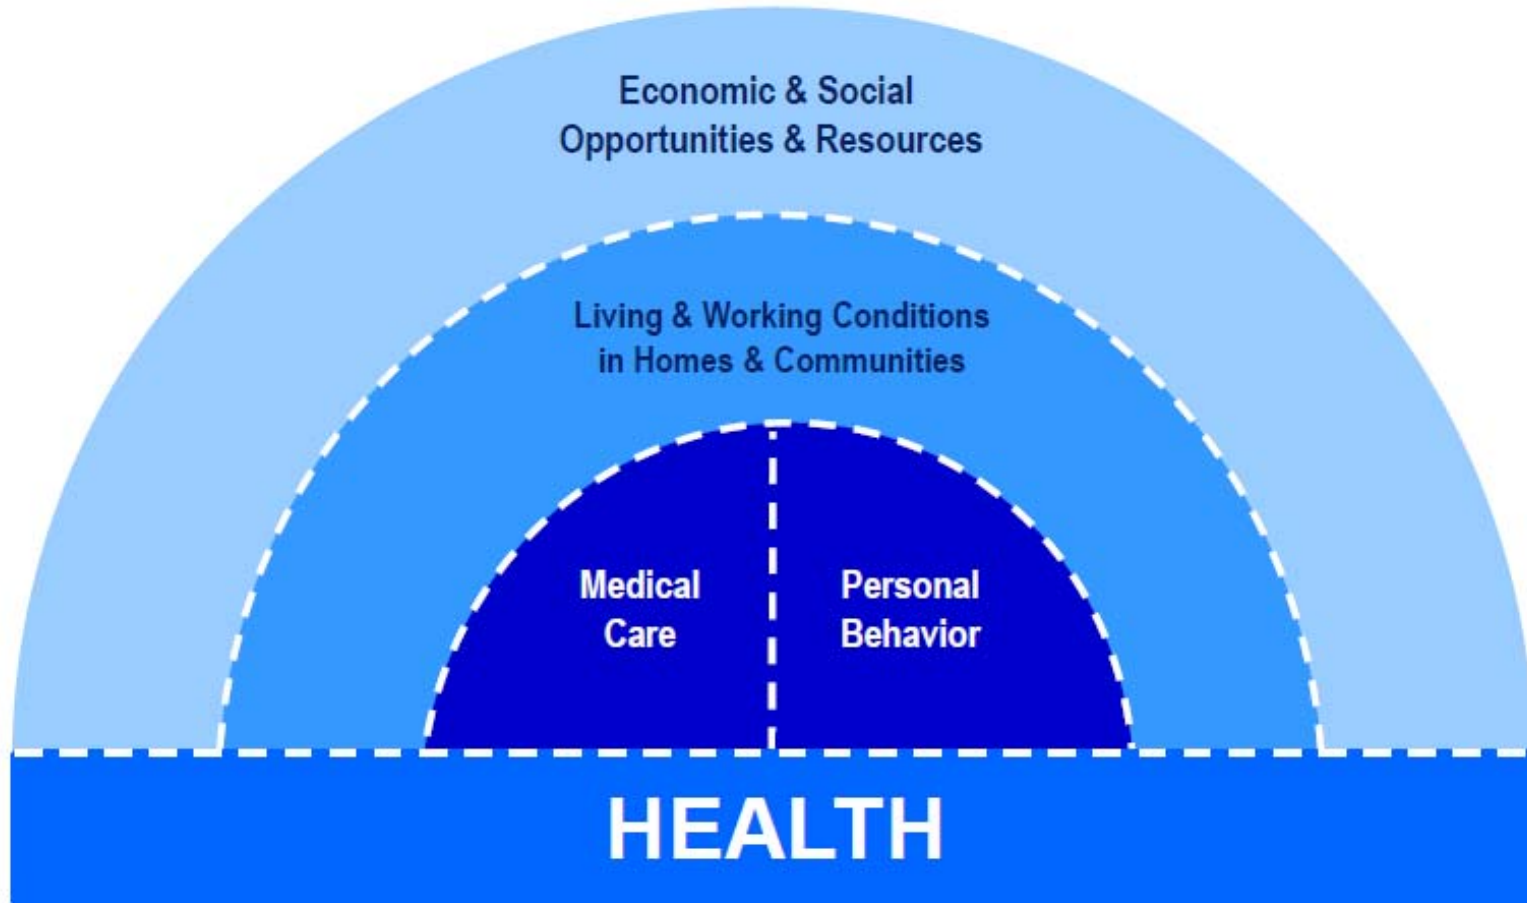 Economic & Social
Opportunities & Resources
Living & Working Conditions
in Homes & Communities
Medical
Care
Personal
Behavior
HEALTH